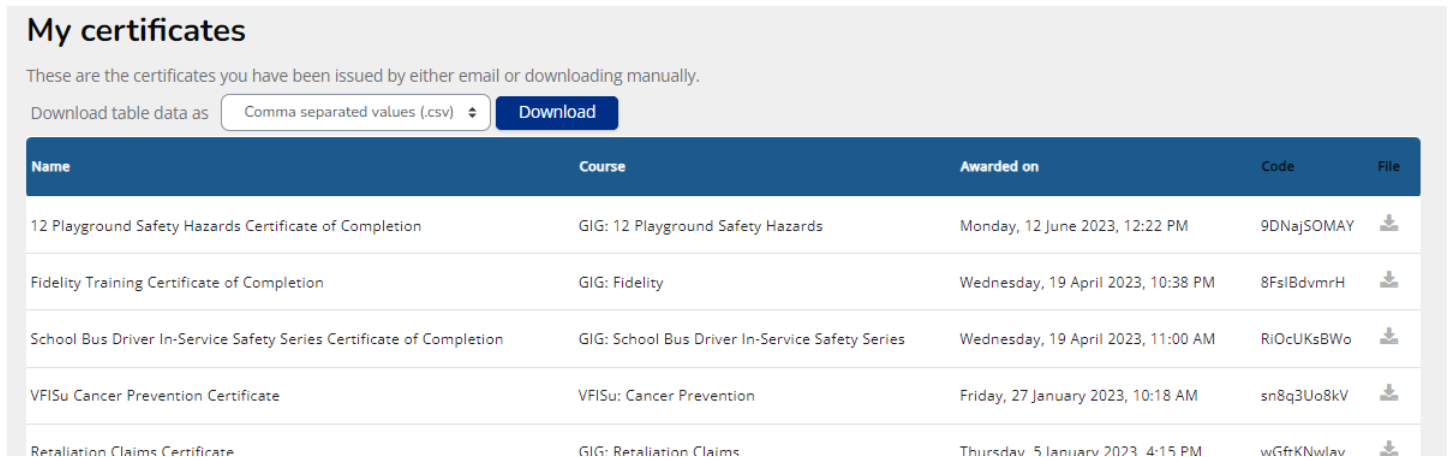 My certificates
These are the certificates you have been issued by either email or downloading manually.
Download table data as Comma separated values (.csv) Download
Name Course Awarded on Code File
12 Playground Safety Hazards Certificate of Completion GIG: 12 Playground Safety Hazards Monday, 12 June 2023, 12:22 PM 9DNajSOMAY
Fidelity Training Certificate of Completion GIG: Fidelity Wednesday, 19 April 2023, 10:38 PM 8FsIBdvmrH
School Bus Driver In-Service Safety Series Certificate of Completion GIG: School Bus Driver In-Service Safety Series Wednesday, 19 April 2023, 11:00 AM RiOcUKsBWo
VFISu Cancer Prevention Certificate VFISu: Cancer Prevention Friday, 27 January 2023, 10:18 AM sn8q3Uo8kV
Retaliation Claims Certificate GIG: Retaliation Claims Thursday, 5 January 2023, 4:15 PM